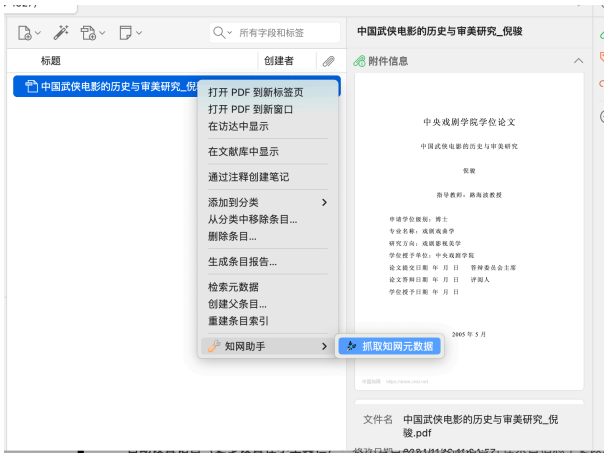 所有字段和标签
标题
创建者
中国武侠电影的历史与审美研究_倪
打开 PDF 到新标签页
打开 PDF 到新窗口
在访达中显示
在文献库中显示
通过注释创建笔记
添加到分类
从分类中移除条目...
删除条目...
生成条目报告...
检索元数据
创建父条目...
重建条目索引
知网助手
抓取知网元数据
中国武侠电影的历史与审美研究_倪骏
附件信息
中央戏剧学院学位论文
中国武侠电影的历史与审美研究
倪骏
指导教师：路海波教授
申请学位级别：博士
专业名称：戏剧戏曲学
研究方向：戏剧影视美学
学位授予单位：中央戏剧学院
论文提交日期 年 月 日 答辩委员会主席
论文答辩日期 年 月 日 评阅人
学位授予日期 年 月 日
2005 年 5 月
中国知网 https://www.cnki.net
文件名 中国武侠电影的历史与审美研究_倪
骏.pdf